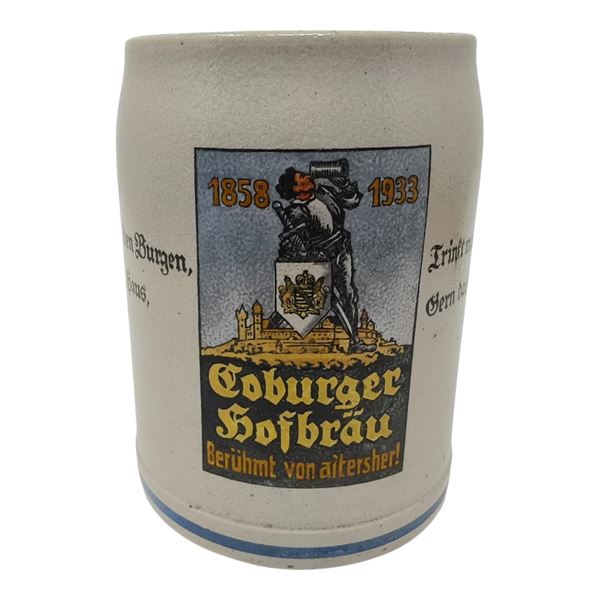 1858 1933
Burgen,
Trinkt
Gern
Coburger
Hofbräu
Berühmt von altersher!